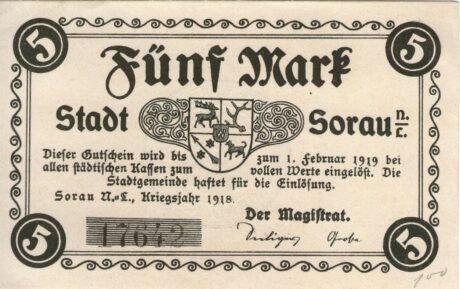 5 5
Fünf Mark
Stadt Sorau n./L.
Dieser Gutschein wird bis zum 1. Februar 1919 bei
allen städtischen Kassen zum vollen Werte eingelöst. Die
Stadtgemeinde haftet für die Einlösung.
Sorau N.-L., Kriegsjahr 1918.
Der Magistrat.
17642
5 5
100